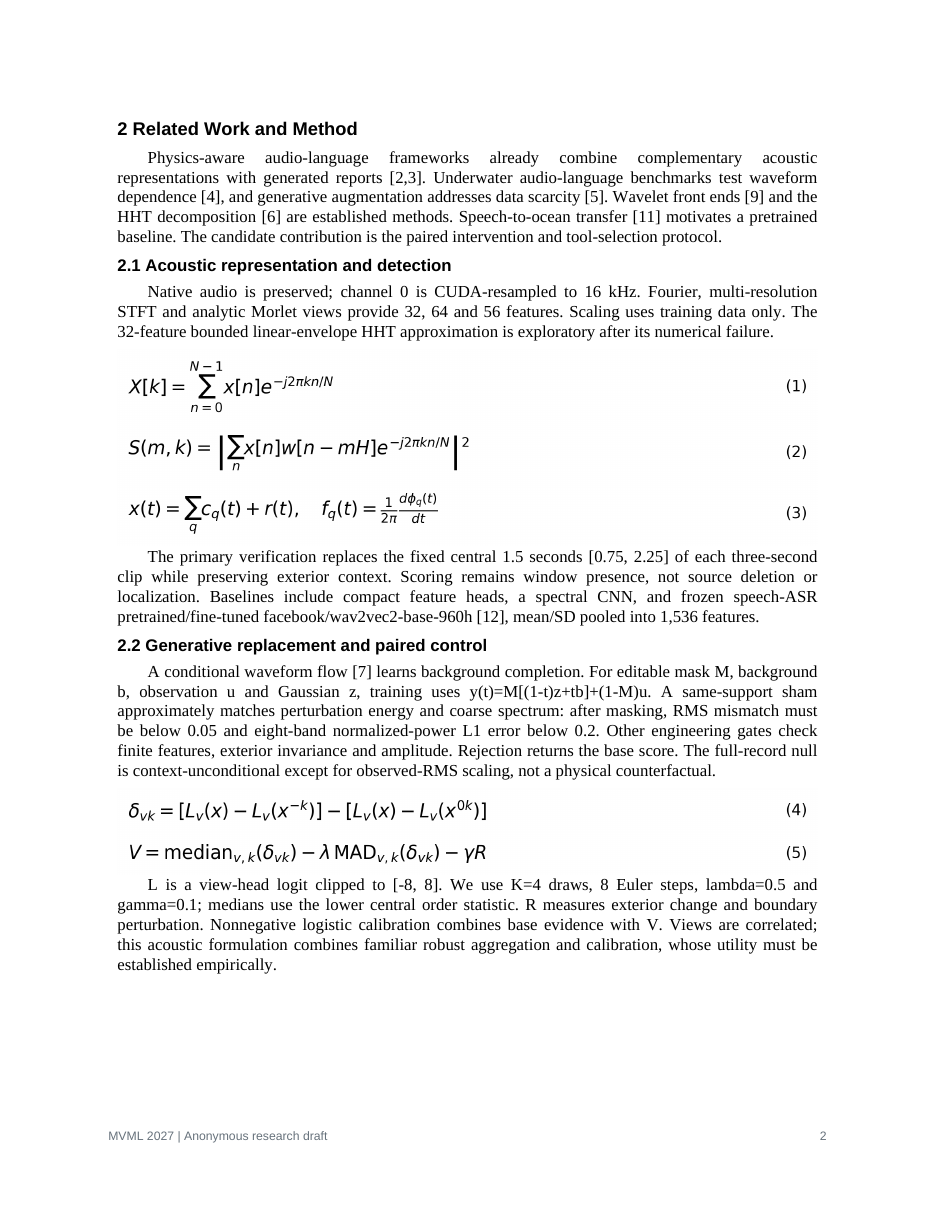 2 Related Work and Method
Physics-aware audio-language frameworks already combine complementary acoustic
representations with generated reports [2,3]. Underwater audio-language benchmarks test waveform
dependence [4], and generative augmentation addresses data scarcity [5]. Wavelet front ends [9] and the
HHT decomposition [6] are established methods. Speech-to-ocean transfer [11] motivates a pretrained
baseline. The candidate contribution is the paired intervention and tool-selection protocol.
2.1 Acoustic representation and detection
Native audio is preserved; channel 0 is CUDA-resampled to 16 kHz. Fourier, multi-resolution
STFT and analytic Morlet views provide 32, 64 and 56 features. Scaling uses training data only. The
32-feature bounded linear-envelope HHT approximation is exploratory after its numerical failure.
X[k] = ∑_{n=0}^{N−1} x[n]e^{−j2πkn/N} (1)
S(m, k) = |∑_n x[n]w[n − mH]e^{−j2πkn/N}|^2 (2)
x(t) = ∑_q c_q(t) + r(t), f_q(t) = \frac{1}{2π} \frac{dϕ_q(t)}{dt} (3)
The primary verification replaces the fixed central 1.5 seconds [0.75, 2.25] of each three-second
clip while preserving exterior context. Scoring remains window presence, not source deletion or
localization. Baselines include compact feature heads, a spectral CNN, and frozen speech-ASR
pretrained/fine-tuned facebook/wav2vec2-base-960h [12], mean/SD pooled into 1,536 features.
2.2 Generative replacement and paired control
A conditional waveform flow [7] learns background completion. For editable mask M, background
b, observation u and Gaussian z, training uses y(t)=M[(1-t)z+tb]+(1-M)u. A same-support sham
approximately matches perturbation energy and coarse spectrum: after masking, RMS mismatch must
be below 0.05 and eight-band normalized-power L1 error below 0.2. Other engineering gates check
finite features, exterior invariance and amplitude. Rejection returns the base score. The full-record null
is context-unconditional except for observed-RMS scaling, not a physical counterfactual.
δ_{vk} = [L_v(x) − L_v(x^{−k})] − [L_v(x) − L_v(x^{0k})] (4)
V = median_{v, k}(δ_{vk}) − λ MAD_{v, k}(δ_{vk}) − γR (5)
L is a view-head logit clipped to [-8, 8]. We use K=4 draws, 8 Euler steps, lambda=0.5 and
gamma=0.1; medians use the lower central order statistic. R measures exterior change and boundary
perturbation. Nonnegative logistic calibration combines base evidence with V. Views are correlated;
this acoustic formulation combines familiar robust aggregation and calibration, whose utility must be
established empirically.
MVML 2027 | Anonymous research draft 2